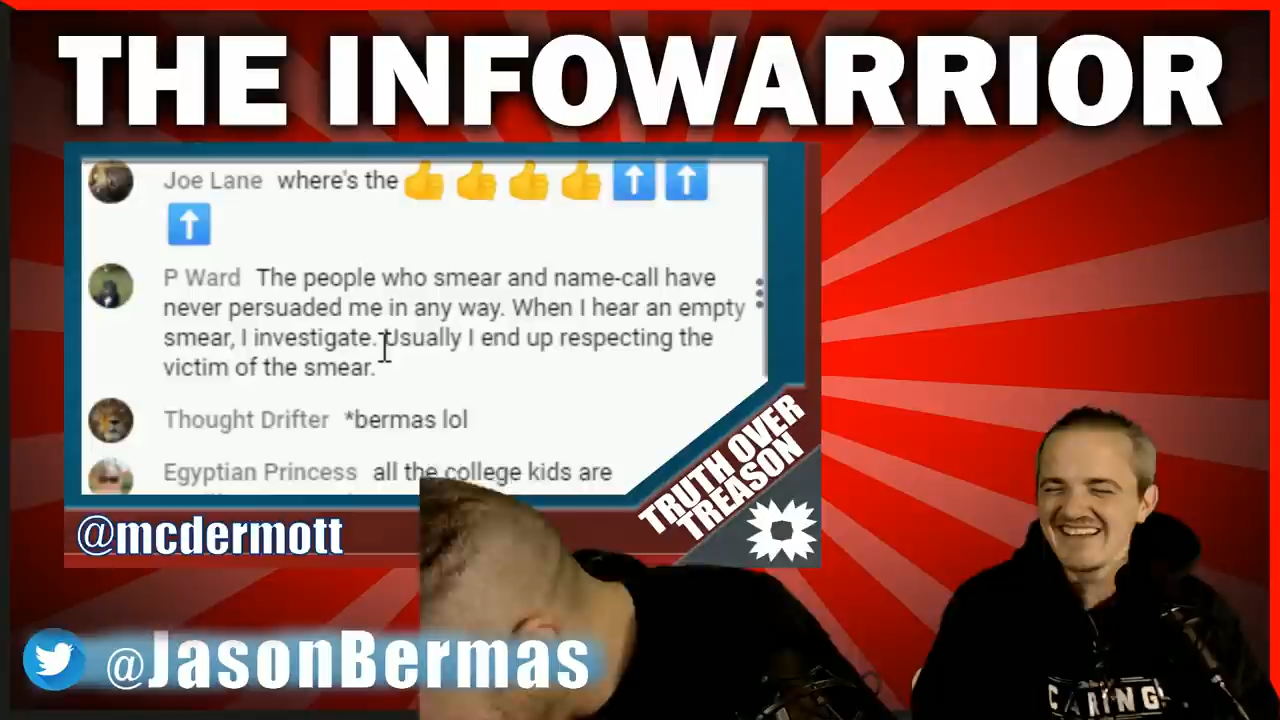 THE INFOWARRIOR
Joe Lane where's the 👍 👍 👍 👍 ⬆️ ⬆️
⬆️
P Ward The people who smear and name-call have
never persuaded me in any way. When I hear an empty
smear, I investigate. Usually I end up respecting the
victim of the smear.
Thought Drifter *bermas lol
Egyptian Princess all the college kids are
TRUTH OVER
TREASON
@mcdermott
@JasonBermas
CARING